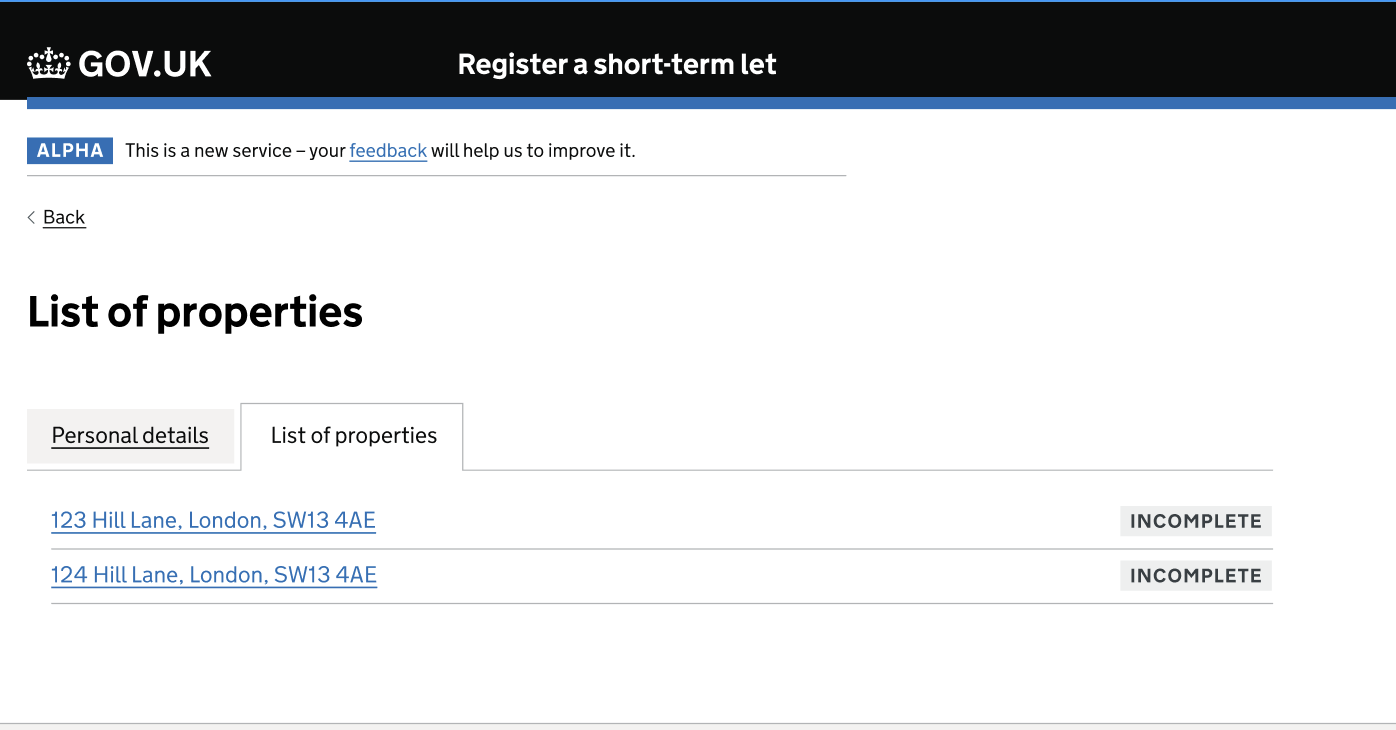 GOV.UK Register a short-term let
ALPHA This is a new service – your feedback will help us to improve it.
Back
List of properties
Personal details List of properties
123 Hill Lane, London, SW13 4AE INCOMPLETE
124 Hill Lane, London, SW13 4AE INCOMPLETE